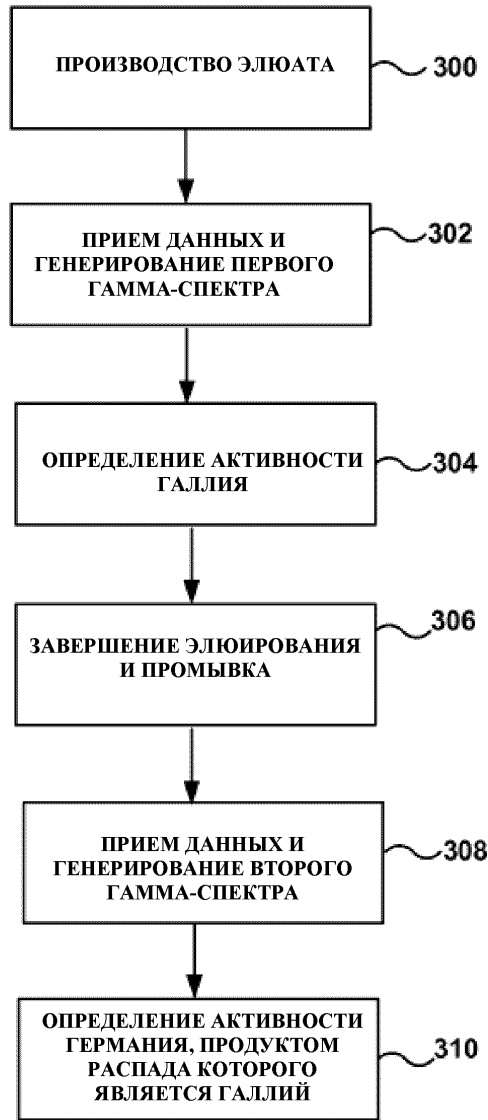 ПРОИЗВОДСТВО ЭЛЮАТА
300
ПРИЕМ ДАННЫХ И
ГЕНЕРИРОВАНИЕ ПЕРВОГО
ГАММА-СПЕКТРА
302
ОПРЕДЕЛЕНИЕ АКТИВНОСТИ
ГАЛЛИЯ
304
ЗАВЕРШЕНИЕ ЭЛЮИРОВАНИЯ
И ПРОМЫВКА
306
ПРИЕМ ДАННЫХ И
ГЕНЕРИРОВАНИЕ ВТОРОГО
ГАММА-СПЕКТРА
308
ОПРЕДЕЛЕНИЕ АКТИВНОСТИ
ГЕРМАНИЯ, ПРОДУКТОМ
РАСПАДА КОТОРОГО
ЯВЛЯЕТСЯ ГАЛЛИЙ
310